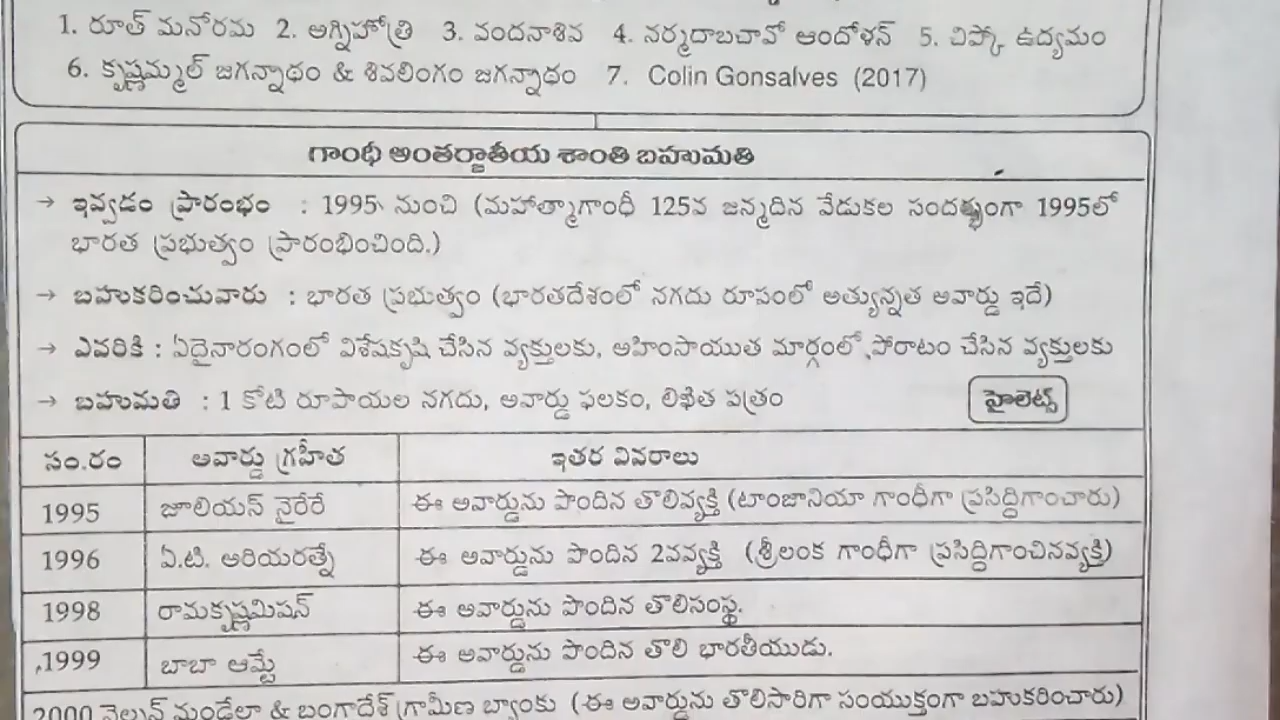 1. రూత్ మనోరమ 2. అగ్నిహోత్రి 3. వందనాశివ 4. నర్మదాబచావో ఆందోళన్ 5. చిప్కో ఉద్యమం
6. కృష్ణమ్మల్ జగన్నాథం & శివలింగం జగన్నాథం 7. Colin Gonsalves (2017)
గాంధీ అంతర్జాతీయ శాంతి బహుమతి
→ ఇవ్వడం ప్రారంభం : 1995 నుంచి (మహాత్మాగాంధీ 125వ జన్మదిన వేడుకల సందర్భంగా 1995లో
భారత ప్రభుత్వం ప్రారంభించింది.)
→ బహుకరించువారు : భారత ప్రభుత్వం (భారతదేశంలో నగదు రూపంలో అత్యున్నత అవార్డు ఇదే)
→ ఎవరికి : ఏదైనారంగంలో విశేషకృషి చేసిన వ్యక్తులకు, అహింసాయుత మార్గంలో పోరాటం చేసిన వ్యక్తులకు
→ బహుమతి : 1 కోటి రూపాయల నగదు, అవార్డు ఫలకం, లిఖిత పత్రం
హైలెట్స్
సం.రం అవార్డు గ్రహీత ఇతర వివరాలు
1995 జూలియస్ నైరేరే ఈ అవార్డును పొందిన తొలివ్యక్తి (టాంజానియా గాంధీగా ప్రసిద్ధిగాంచారు)
1996 ఏ.టి. అరియరత్నే ఈ అవార్డును పొందిన 2వవ్యక్తి (శ్రీలంక గాంధీగా ప్రసిద్ధిగాంచినవ్యక్తి)
1998 రామకృష్ణమిషన్ ఈ అవార్డును పొందిన తొలిసంస్థ.
1999 బాబా ఆమ్టే ఈ అవార్డును పొందిన తొలి భారతీయుడు.
2000 నెల్సన్ మండేలా & బంగాదేశ్ గ్రామీణ బ్యాంకు (ఈ అవార్డును తొలిసారిగా సంయుక్తంగా బహుకరించారు)